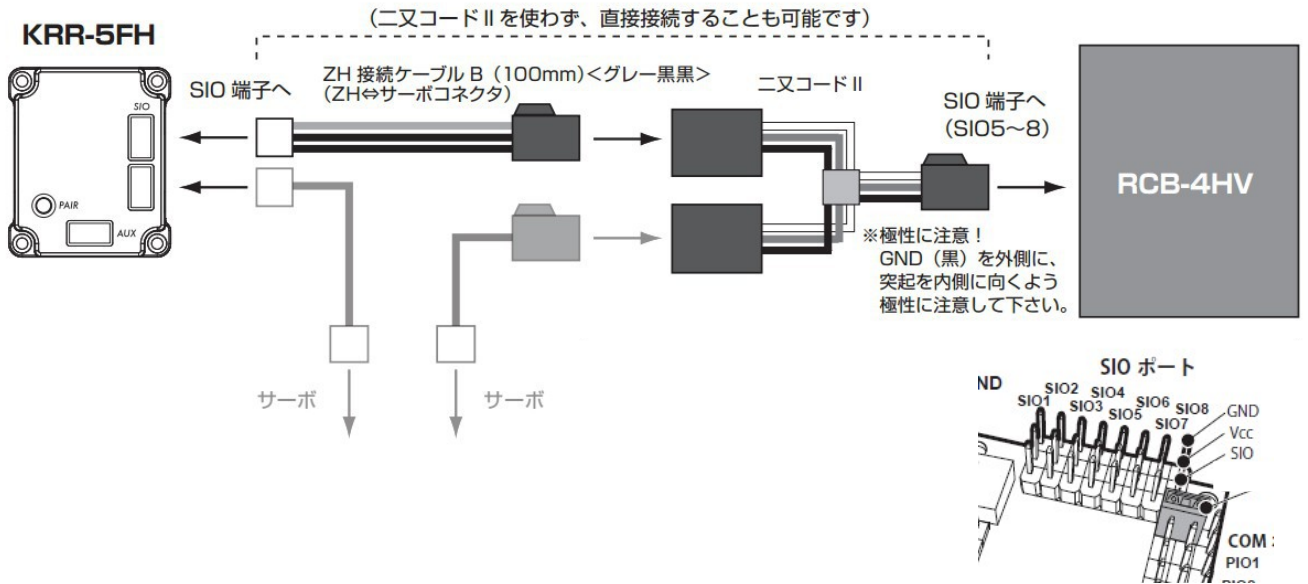 (二又コードⅡを使わず、直接接続することも可能です)
KRR-5FH
SIO
PAIR
AUX
SIO 端子へ
ZH 接続ケーブル B(100mm)<グレー黒黒>
(ZH⇔サーボコネクタ)
二又コードⅡ
SIO 端子へ
(SIO5~8)
RCB-4HV
※極性に注意!
GND(黒)を外側に、
突起を内側に向くよう
極性に注意して下さい。
サーボ
サーボ
SIO ポート
ND
SIO1
SIO2
SIO3
SIO4
SIO5
SIO6
SIO7
SIO8
GND
Vcc
SIO
COM
PIO1